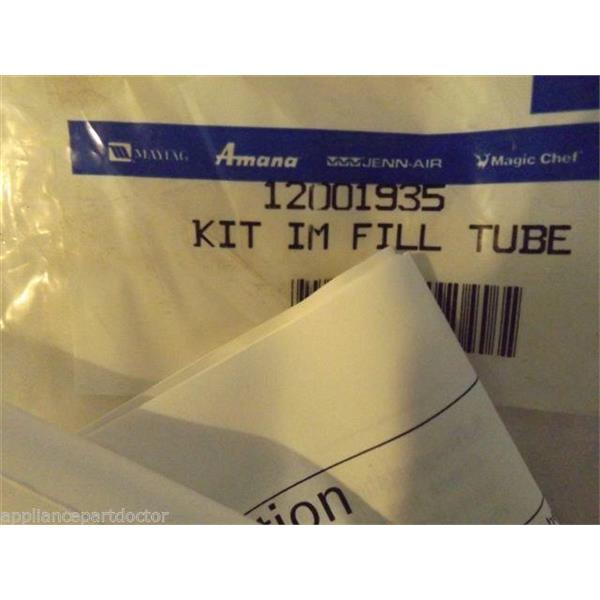 MAYTAG Amana JENN-AIR Magic Chef
12001935
KIT IM FILL TUBE
tion
appliancepartdoctor